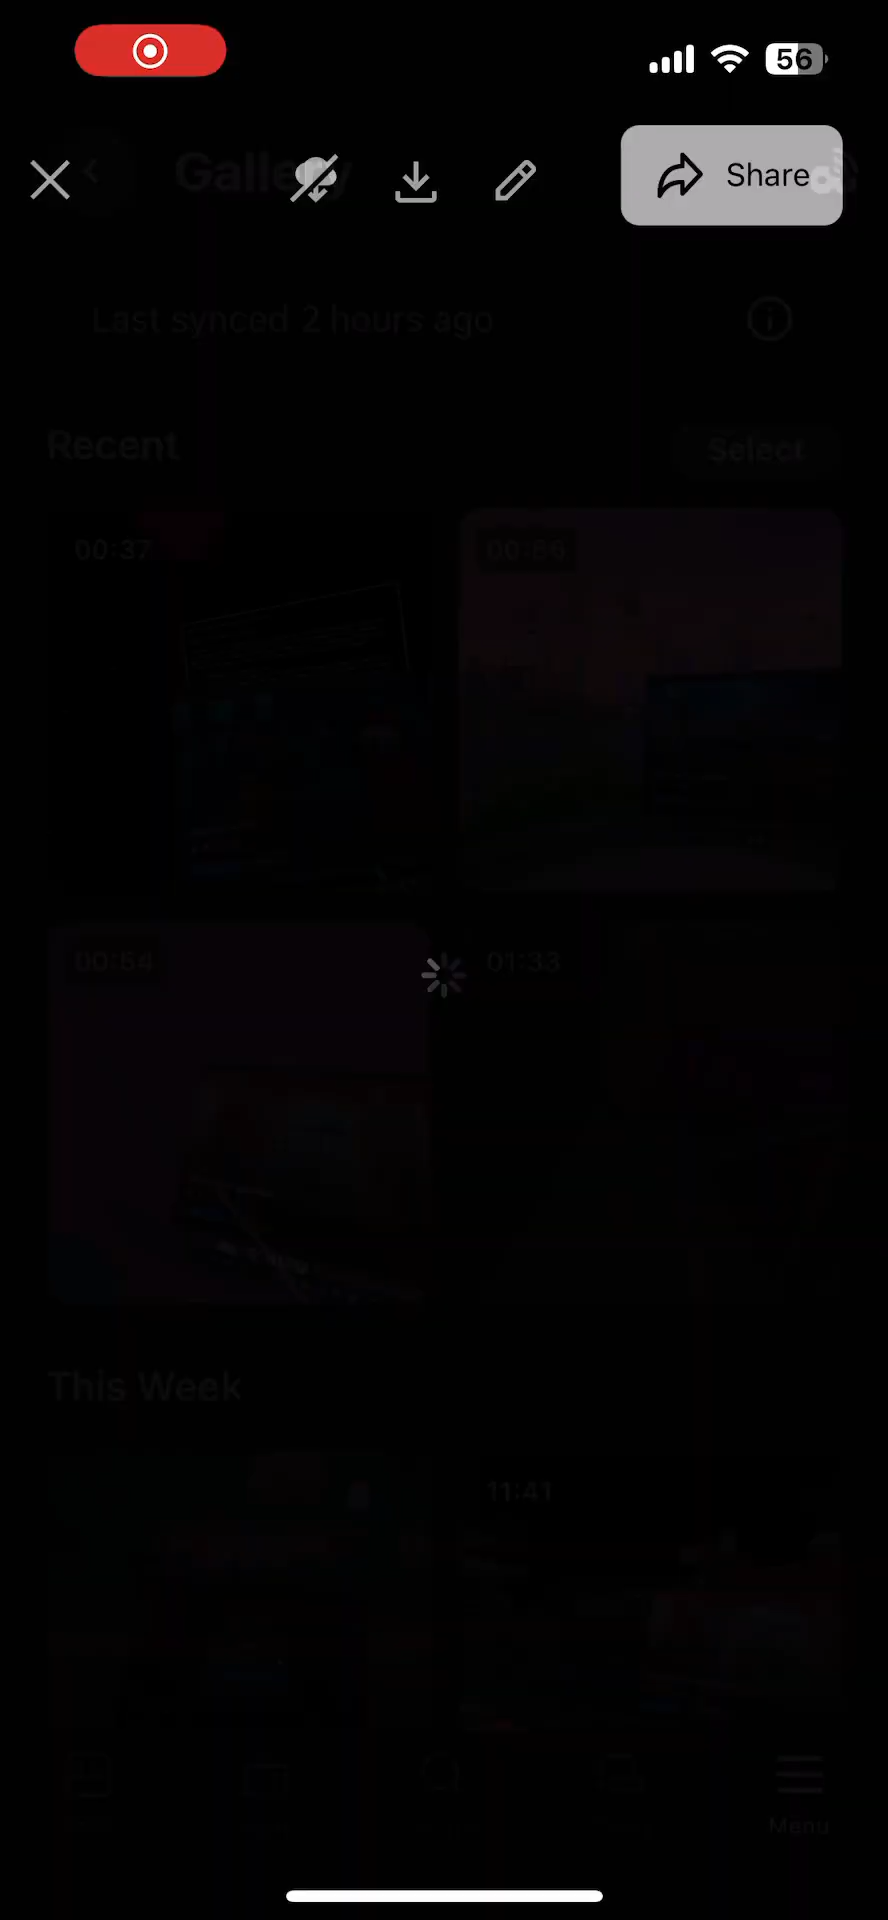 56
Gallery
Share
Last synced 2 hours ago
Recent
Select
00:37
00:54
01:33
This Week
11:41
Menu